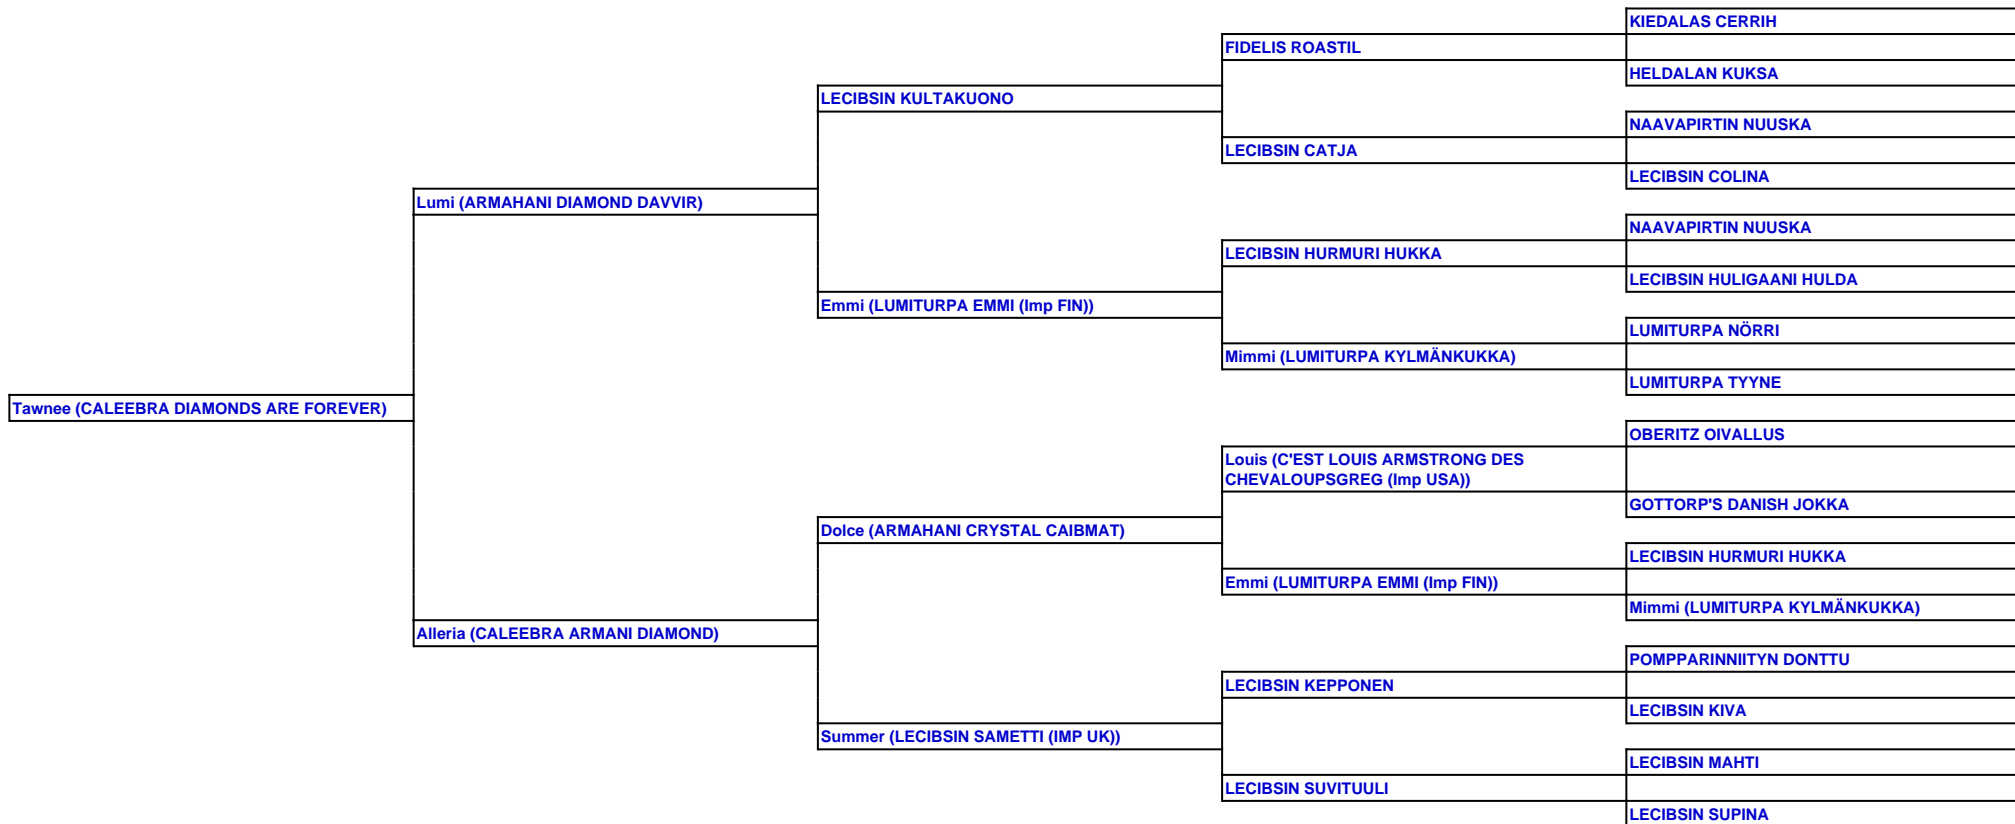 KIEDALAS CERRIH
FIDELIS ROASTIL
HELDALAN KUKSA
LECIBSIN KULTAKUONO
NAAVAPIRTIN NUUSKA
LECIBSIN CATJA
LECIBSIN COLINA
Lumi (ARMAHANI DIAMOND DAVVIR)
NAAVAPIRTIN NUUSKA
LECIBSIN HURMURI HUKKA
LECIBSIN HULIGAANI HULDA
Emmi (LUMITURPA EMMI (Imp FIN))
LUMITURPA NÖRRI
Mimmi (LUMITURPA KYLMÄNKUKKA)
LUMITURPA TYYNE
Tawnee (CALEEBRA DIAMONDS ARE FOREVER)
OBERITZ OIVALLUS
Louis (C'EST LOUIS ARMSTRONG DES
CHEVALOUPSGREG (Imp USA))
GOTTORP'S DANISH JOKKA
Dolce (ARMAHANI CRYSTAL CAIBMAT)
LECIBSIN HURMURI HUKKA
Emmi (LUMITURPA EMMI (Imp FIN))
Mimmi (LUMITURPA KYLMÄNKUKKA)
Alleria (CALEEBRA ARMANI DIAMOND)
POMPPARINNIITYN DONTTU
LECIBSIN KEPPONEN
LECIBSIN KIVA
Summer (LECIBSIN SAMETTI (IMP UK))
LECIBSIN MAHTI
LECIBSIN SUVITUULI
LECIBSIN SUPINA